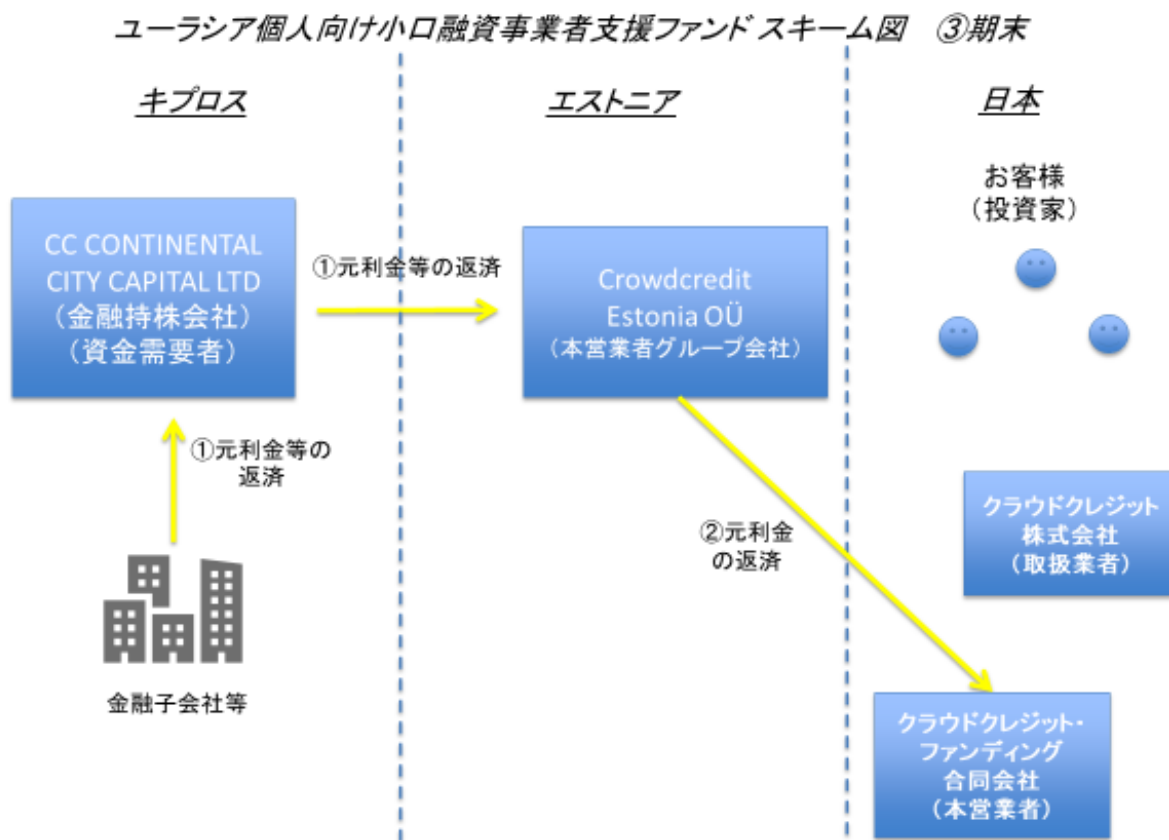 ユーラシア個人向け小口融資事業者支援ファンド スキーム図　③期末
キプロス
エストニア
日本
お客様
（投資家）
CC CONTINENTAL
CITY CAPITAL LTD
（金融持株会社）
（資金需要者）
①元利金等の返済
Crowdcredit
Estonia OÜ
（本営業者グループ会社）
①元利金等の
返済
金融子会社等
②元利金
の返済
クラウドクレジット
株式会社
（取扱業者）
クラウドクレジット・
ファンディング
合同会社
（本営業者）